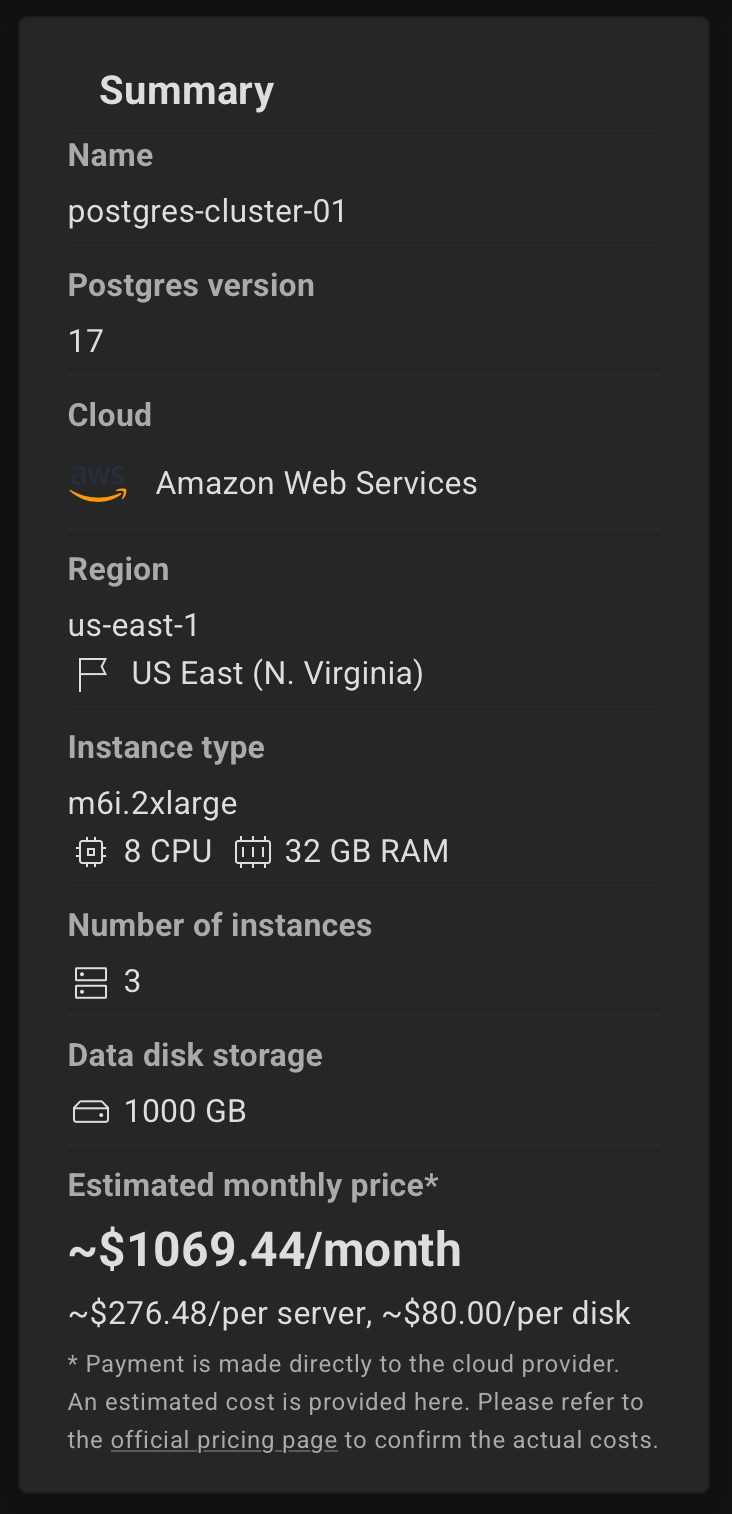 Summary
Name
postgres-cluster-01
Postgres version
17
Cloud
aws Amazon Web Services
Region
us-east-1
US East (N. Virginia)
Instance type
m6i.2xlarge
8 CPU 32 GB RAM
Number of instances
3
Data disk storage
1000 GB
Estimated monthly price*
~$1069.44/month
~$276.48/per server, ~$80.00/per disk
* Payment is made directly to the cloud provider.
An estimated cost is provided here. Please refer to
the official pricing page to confirm the actual costs.